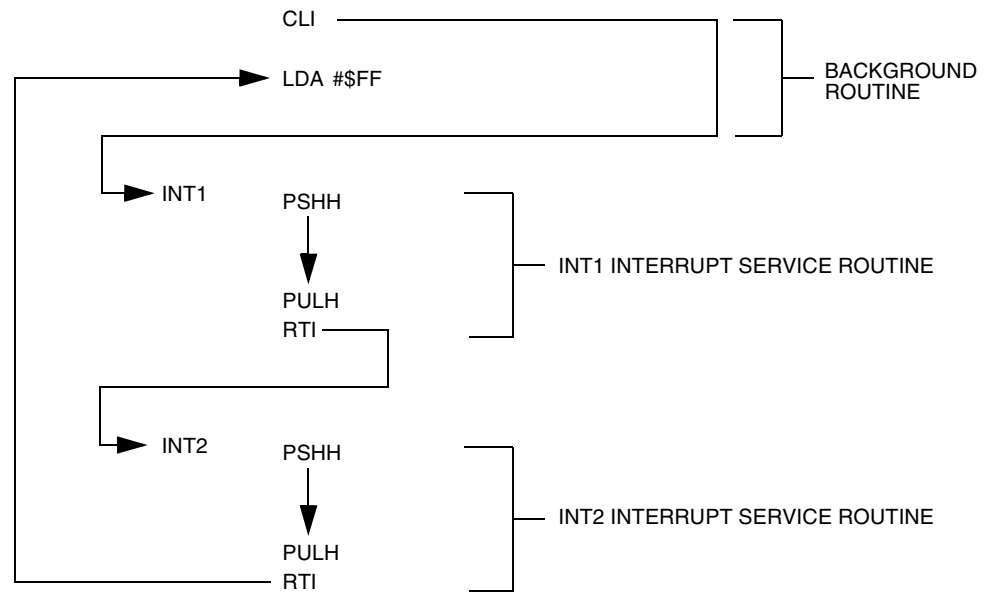 CLI
LDA #$FF
BACKGROUND
ROUTINE
INT1
PSHH
INT1 INTERRUPT SERVICE ROUTINE
PULH
RTI
INT2
PSHH
INT2 INTERRUPT SERVICE ROUTINE
PULH
RTI